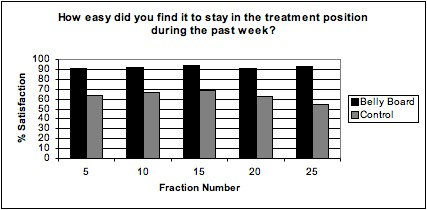 How easy did you find it to stay in the treatment position
during the past week?
100
90
80
70
60
50
40
30
20
10
0
% Satisfaction
5 10 15 20 25
Fraction Number
Belly Board
Control